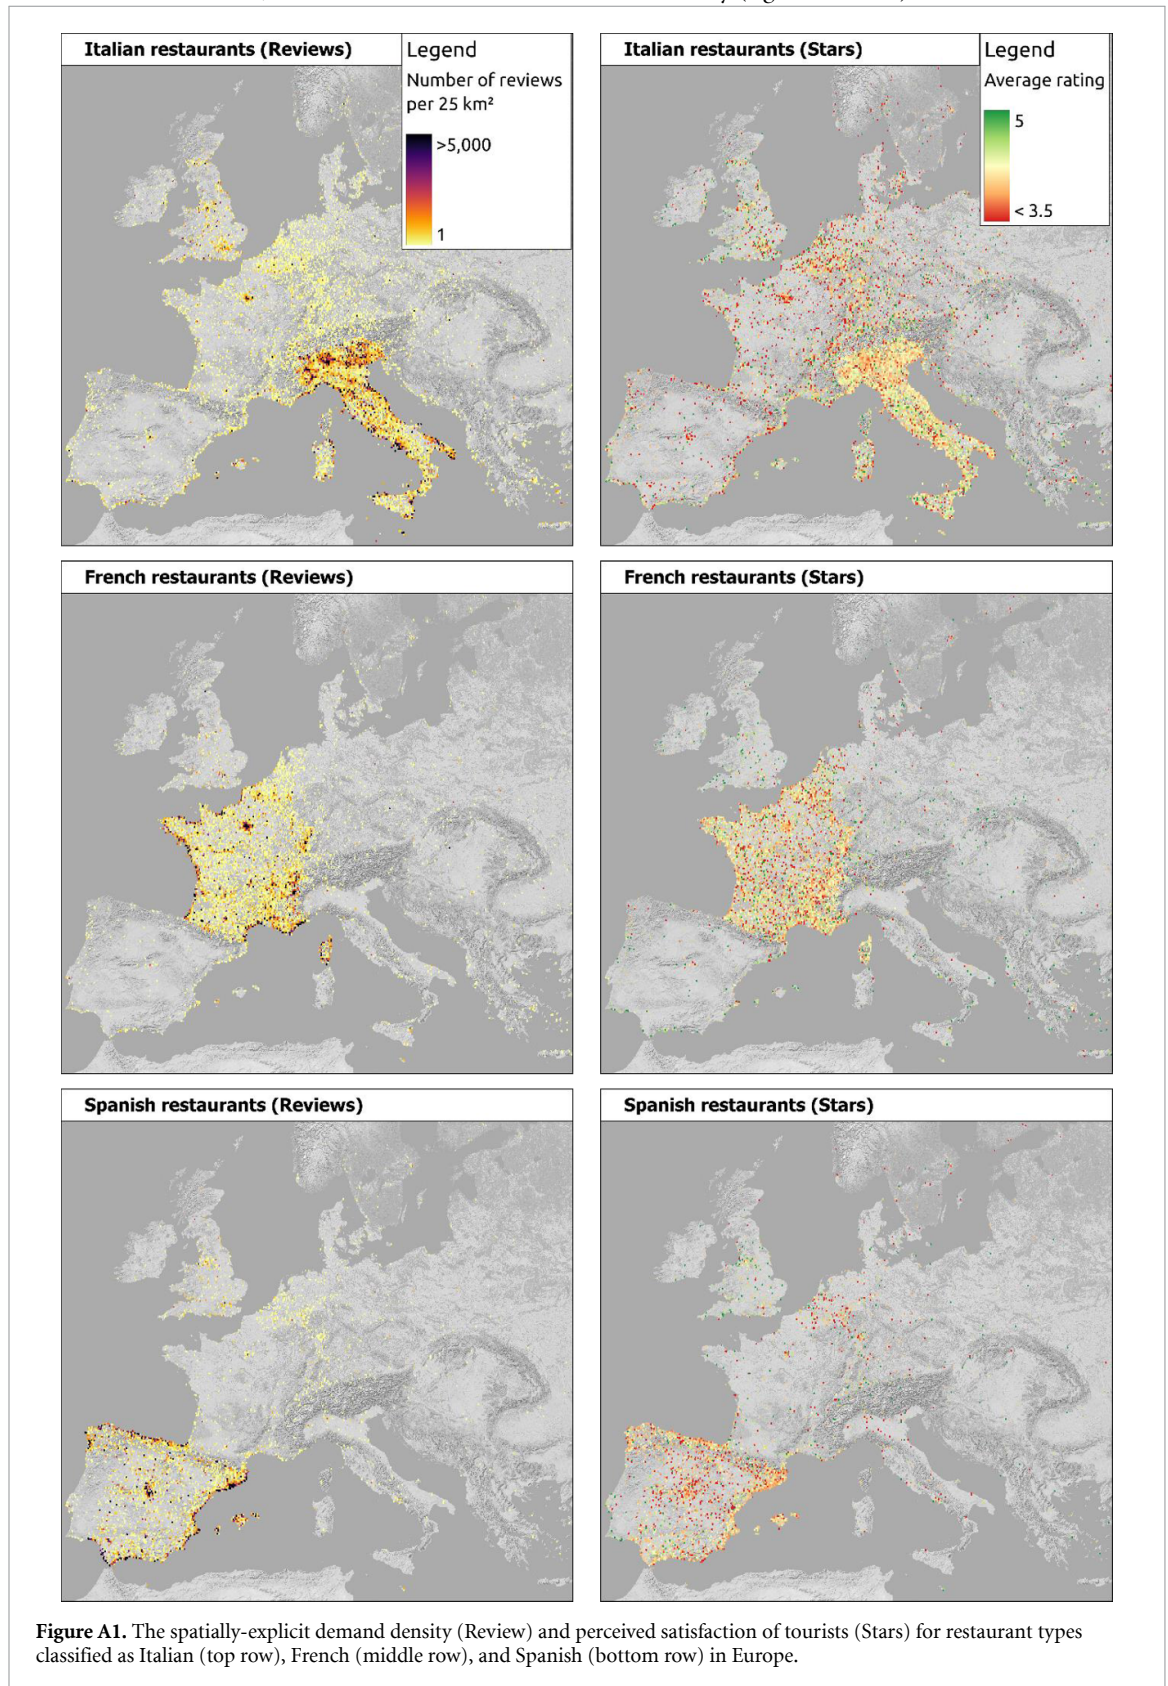 Italian restaurants (Reviews)
Legend
Number of reviews
per 25 km²
>5,000
1
Italian restaurants (Stars)
Legend
Average rating
5
< 3.5
French restaurants (Reviews)
French restaurants (Stars)
Spanish restaurants (Reviews)
Spanish restaurants (Stars)
Figure A1. The spatially-explicit demand density (Review) and perceived satisfaction of tourists (Stars) for restaurant types
classified as Italian (top row), French (middle row), and Spanish (bottom row) in Europe.